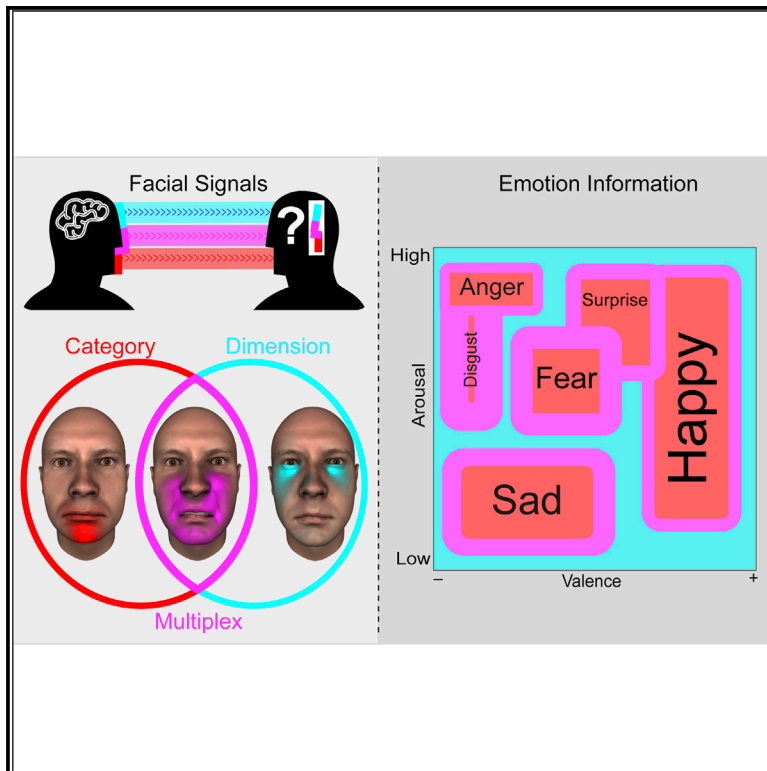 Facial Signals
?
Category
Dimension
Multiplex
Emotion Information
High
Arousal
Low
Anger
Disgust
Surprise
Fear
Happy
Sad
–
Valence
+